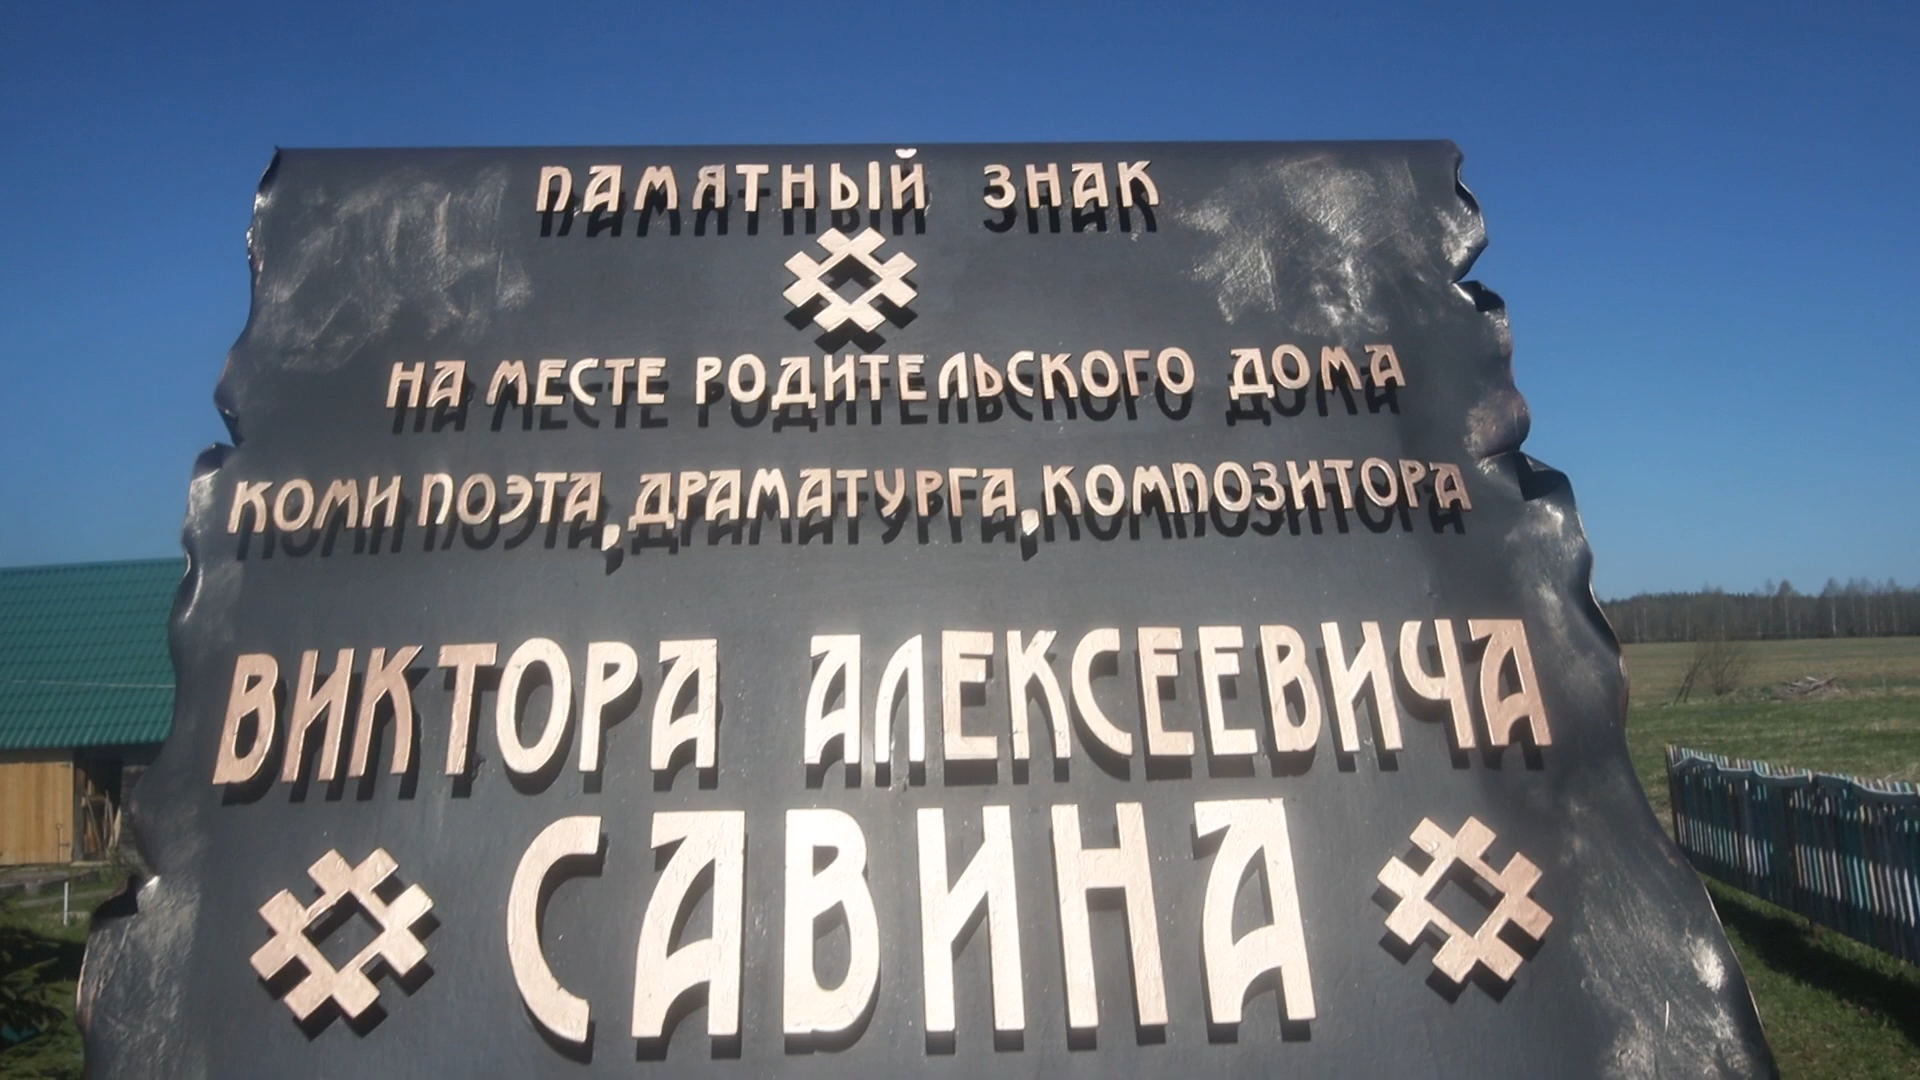 ПАМЯТНЫЙ ЗНАК
НА МЕСТЕ РОДИТЕЛЬСКОГО ДОМА
КОМИ ПОЭТА, ДРАМАТУРГА, КОМПОЗИТОРА
ВИКТОРА АЛЕКСЕЕВИЧА
САВИНА